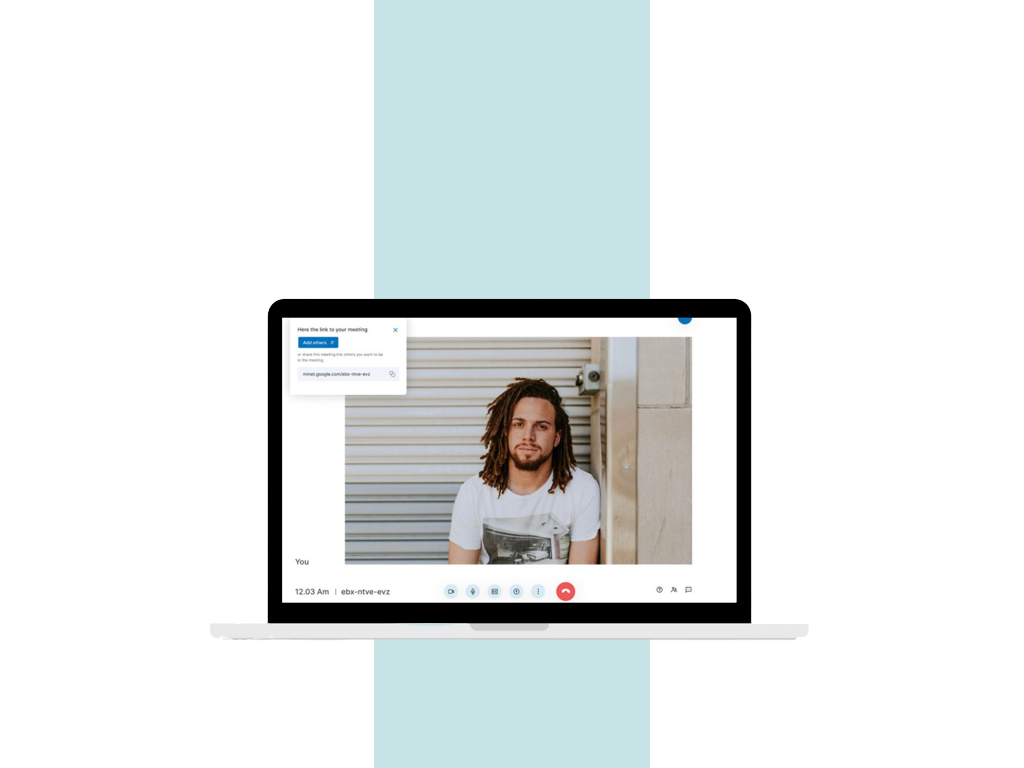 Here the link to your meeting
Add others
or share this meeting link others you want to be
in the meeting
mmet.google.com/ebx-ntve-evz
You
12.03 Am | ebx-ntve-evz